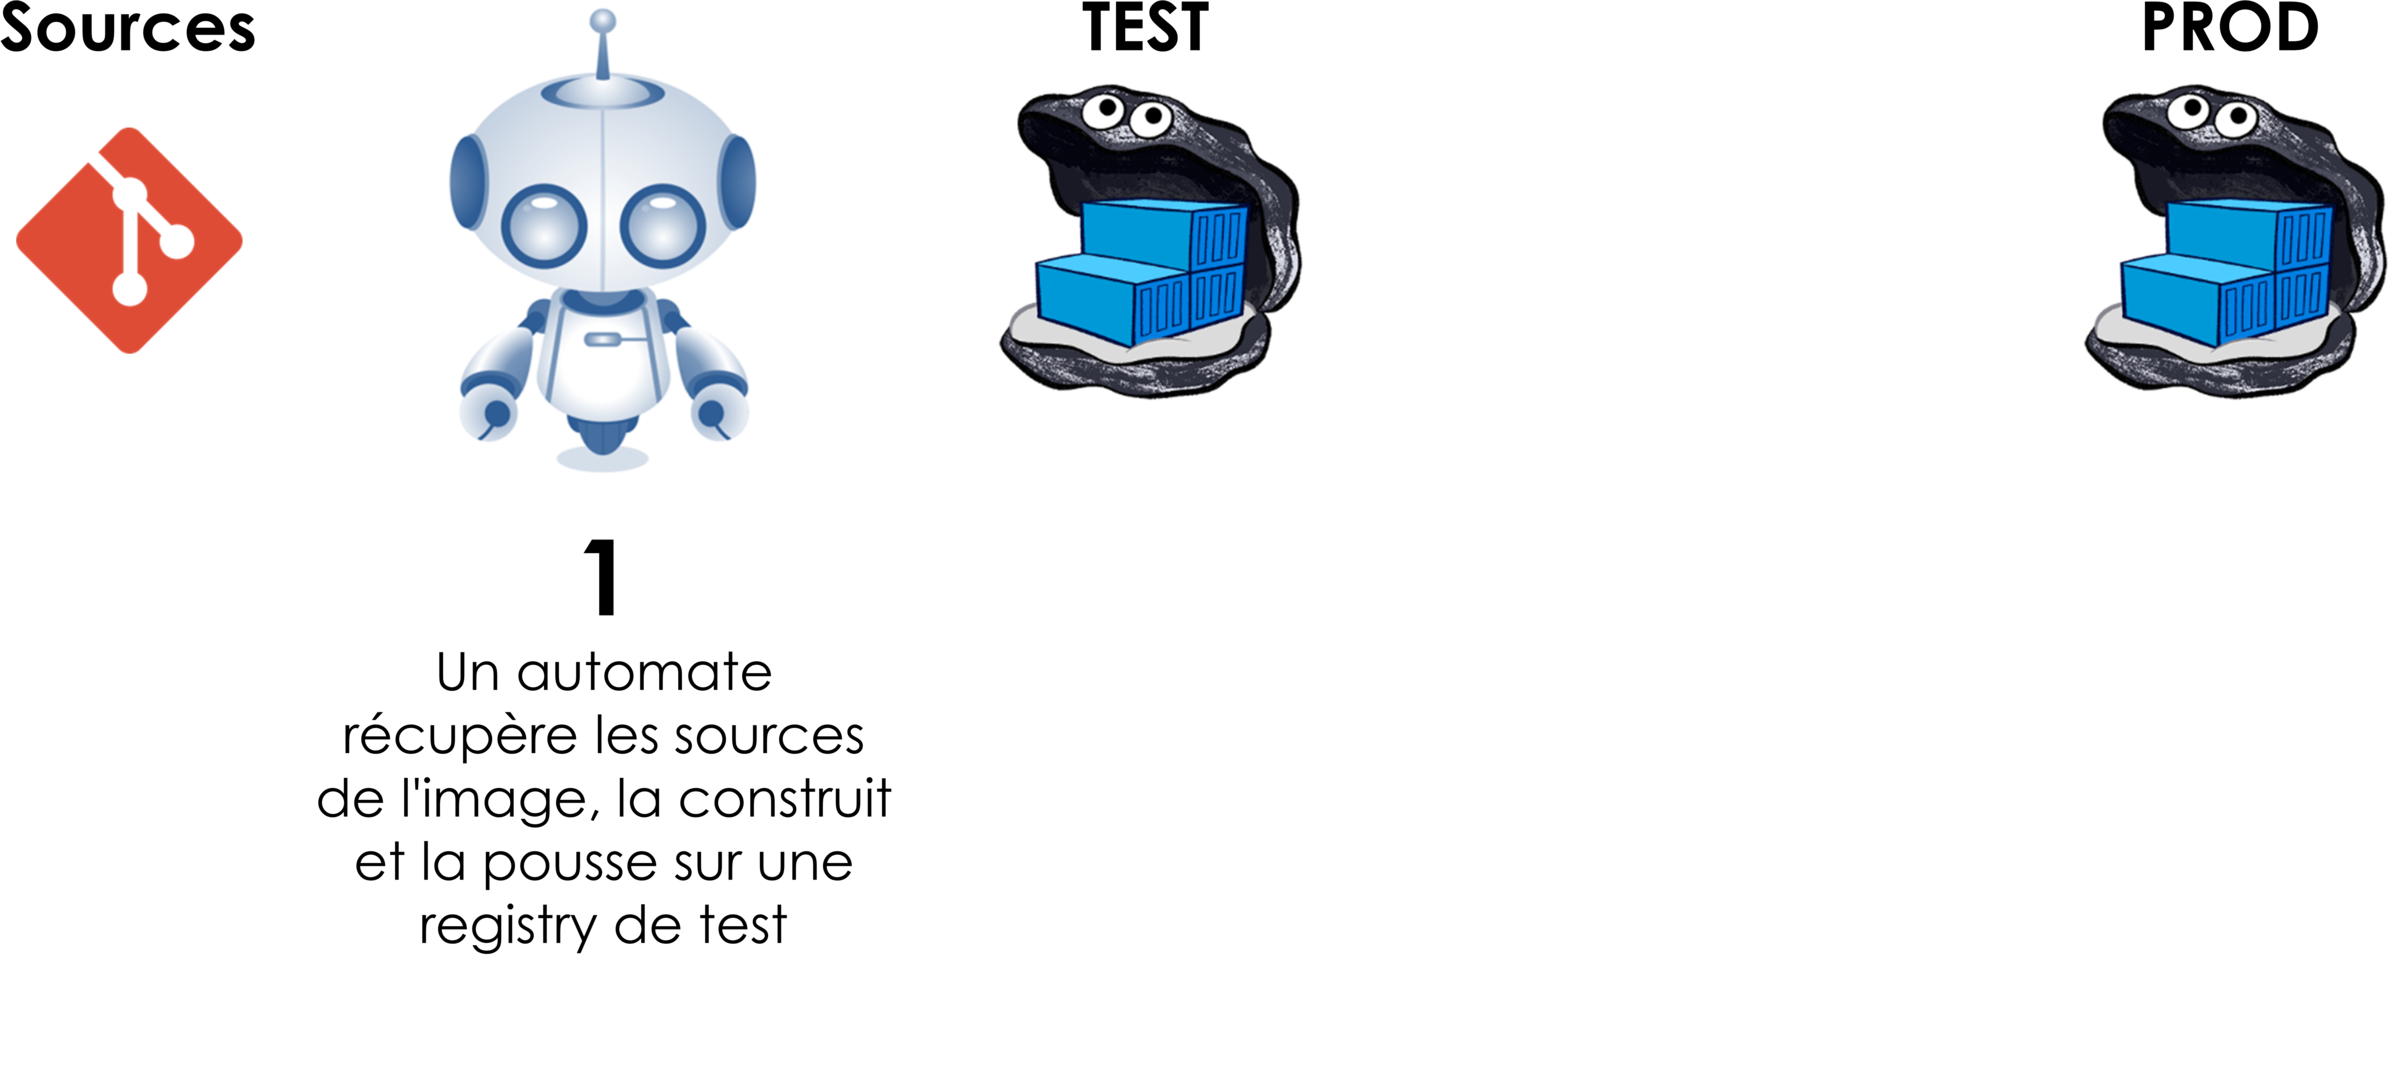 Sources
TEST
PROD
1
Un automate
récupère les sources
de l'image, la construit
et la pousse sur une
registry de test